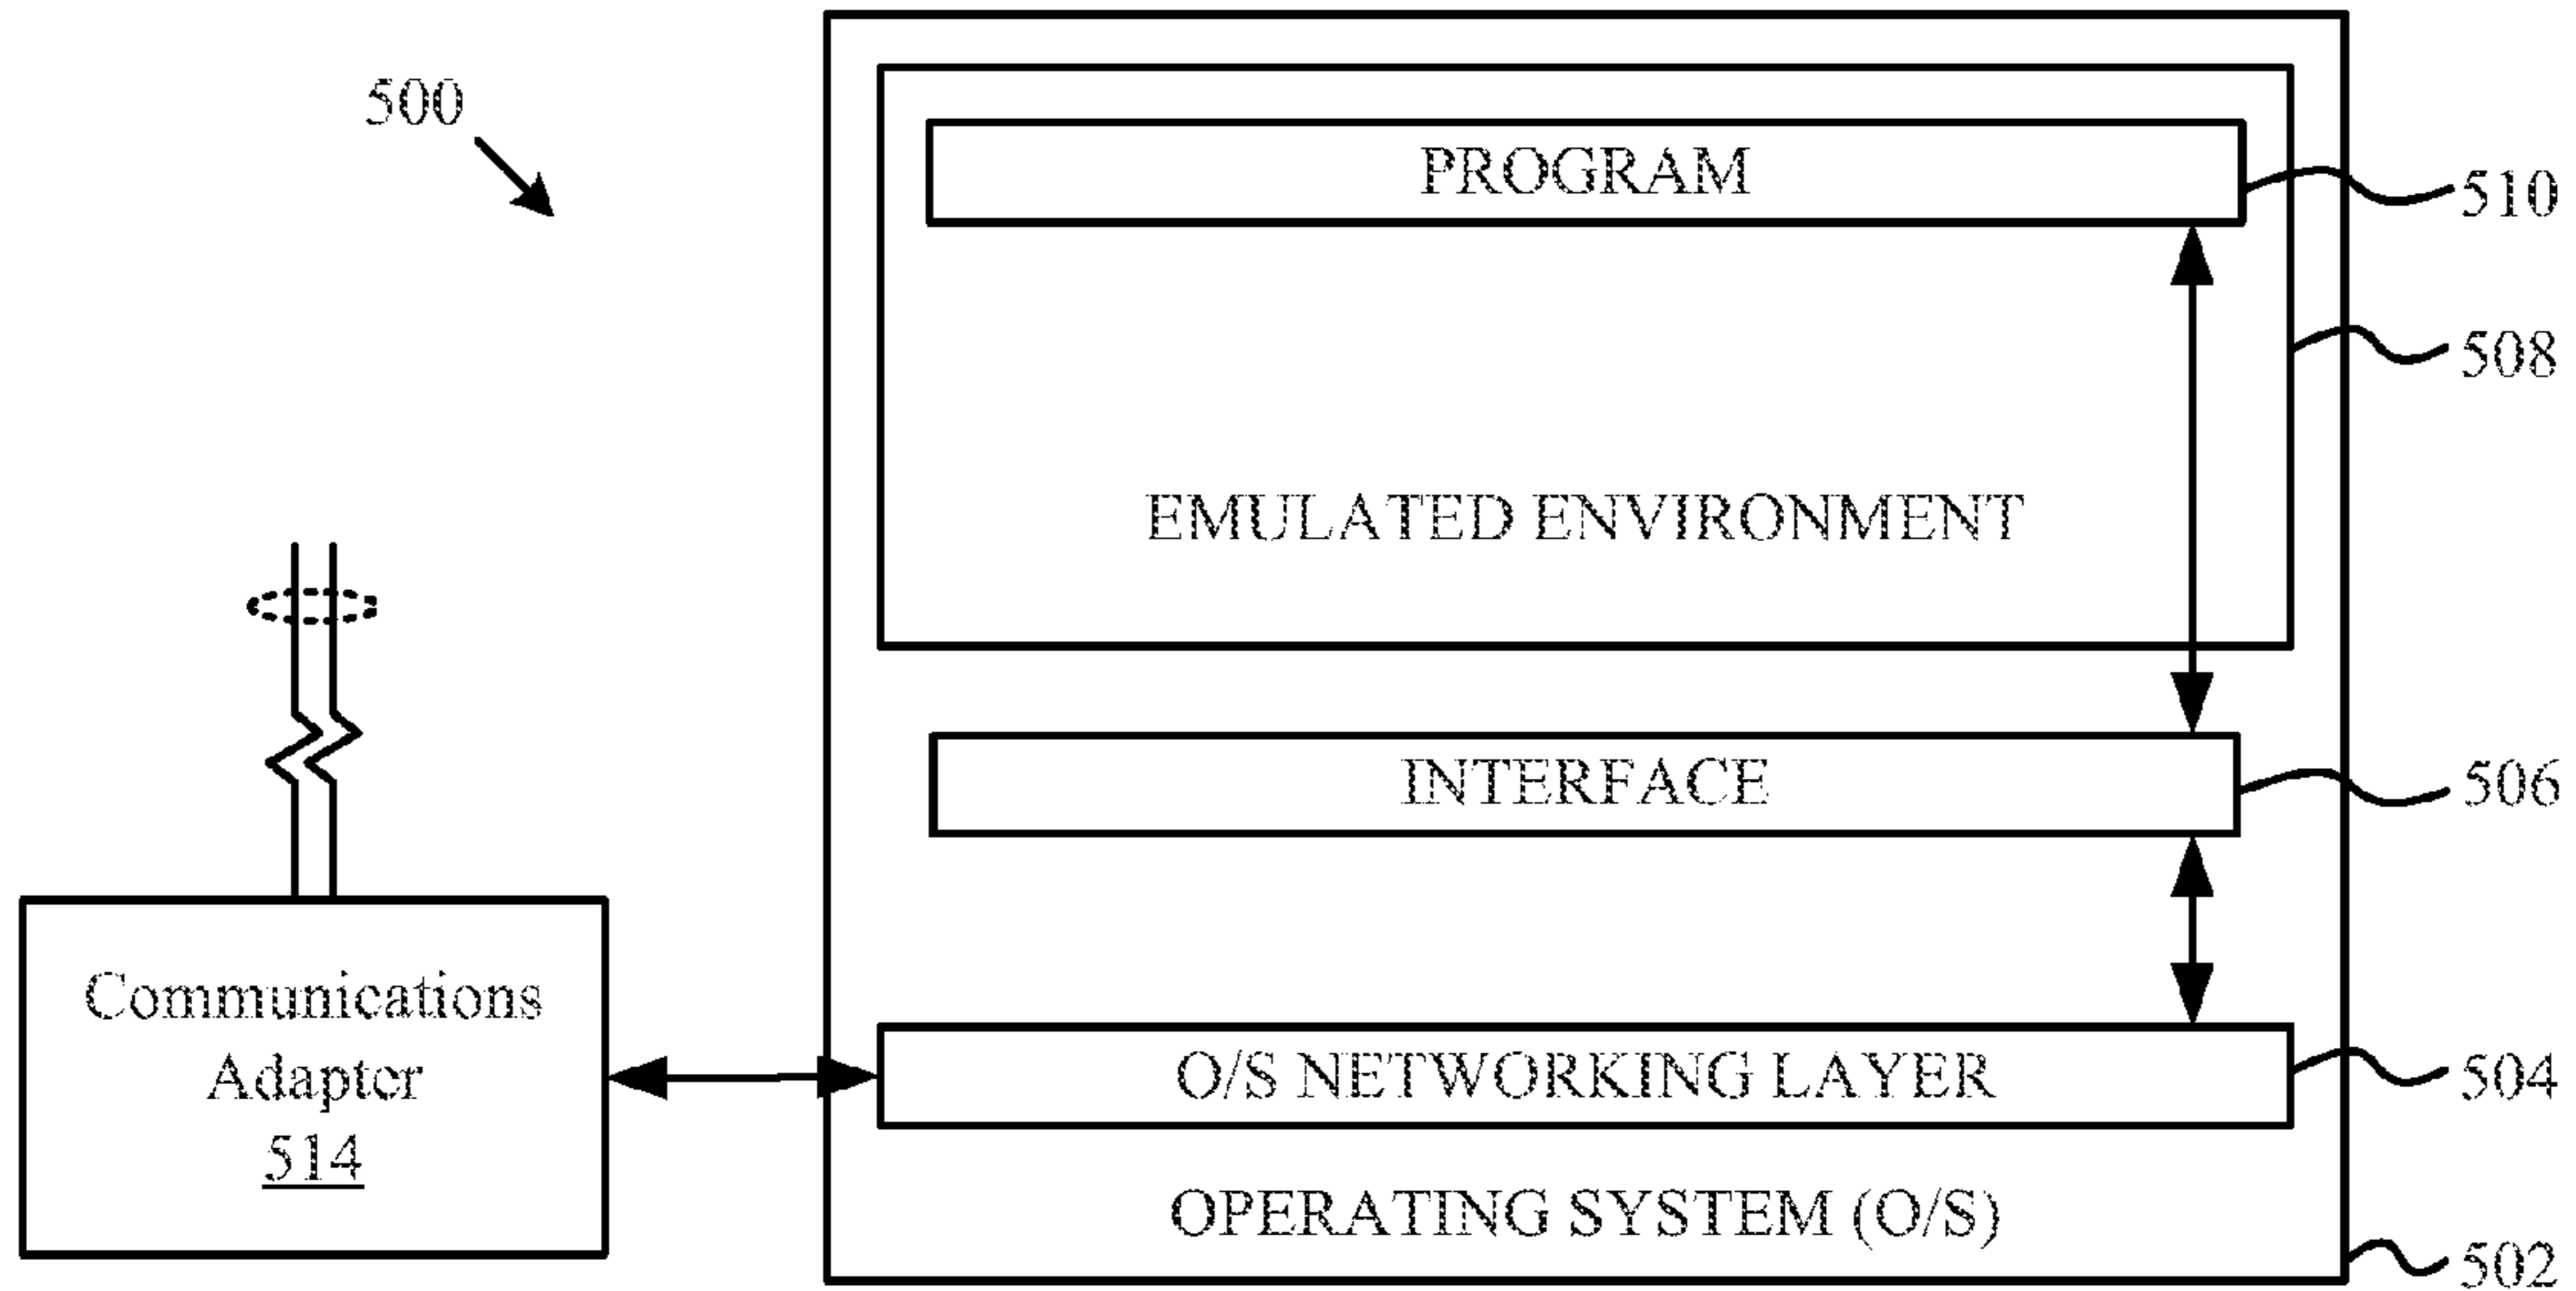 500
PROGRAM
510
508
EMULATED ENVIRONMENT
INTERFACE
506
Communications
Adapter
514
O/S NETWORKING LAYER
504
OPERATING SYSTEM (O/S)
502